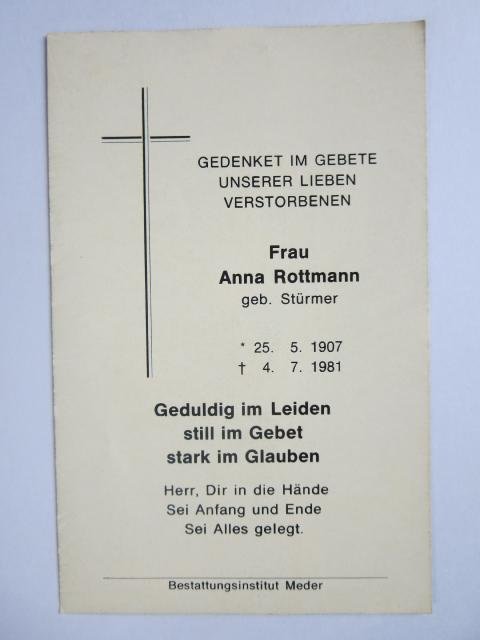 GEDENKET IM GEBETE
UNSERER LIEBEN
VERSTORBENEN
Frau
Anna Rottmann
geb. Stürmer
* 25. 5. 1907
† 4. 7. 1981
Geduldig im Leiden
still im Gebet
stark im Glauben
Herr, Dir in die Hände
Sei Anfang und Ende
Sei Alles gelegt.
Bestattungsinstitut Meder